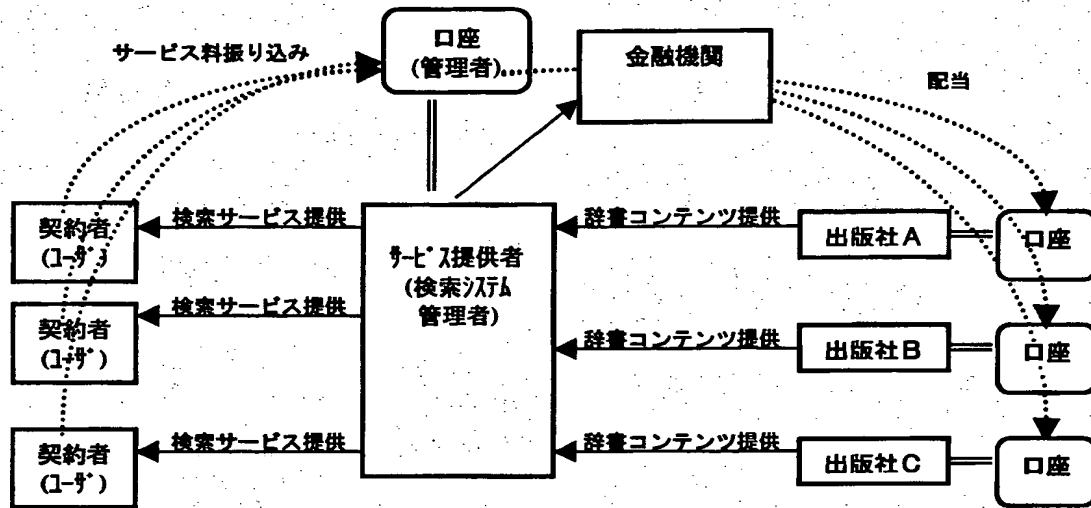 サービス料振り込み
口座
(管理者)
金融機関
配当
契約者
(ﾕｰｻﾞ)
検索サービス提供
サービス提供者
(検索ｼｽﾃﾑ
管理者)
辞書コンテンツ提供
出版社A
口座
契約者
(ﾕｰｻﾞ)
検索サービス提供
辞書コンテンツ提供
出版社B
口座
契約者
(ﾕｰｻﾞ)
検索サービス提供
辞書コンテンツ提供
出版社C
口座